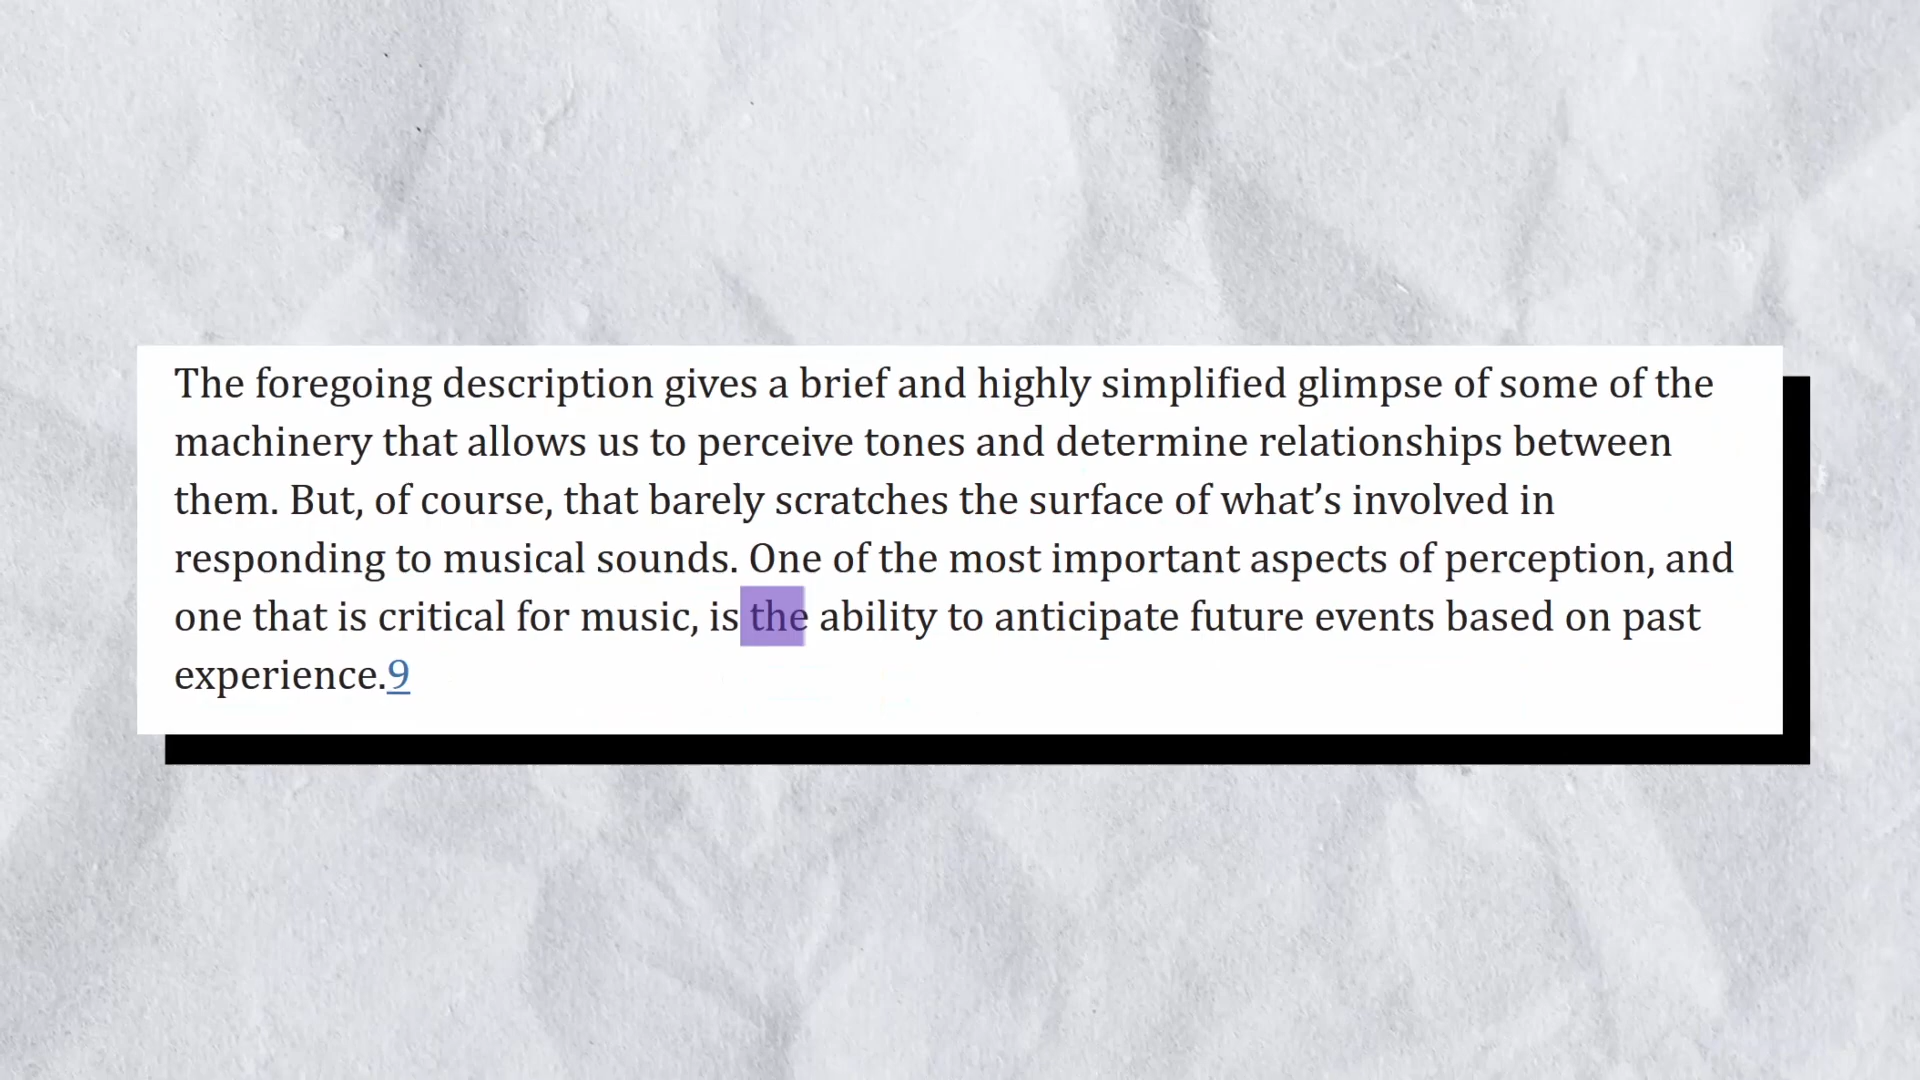 The foregoing description gives a brief and highly simplified glimpse of some of the
machinery that allows us to perceive tones and determine relationships between
them. But, of course, that barely scratches the surface of what’s involved in
responding to musical sounds. One of the most important aspects of perception, and
one that is critical for music, is the ability to anticipate future events based on past
experience.9